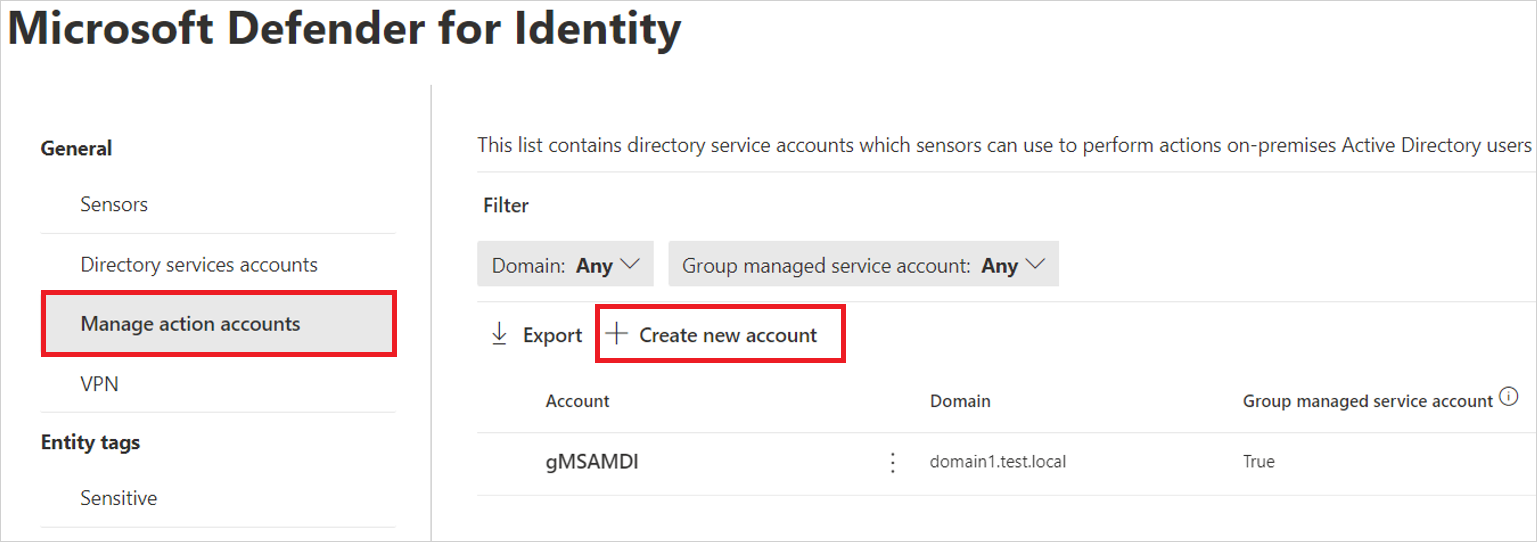 Microsoft Defender for Identity
General
Sensors
Directory services accounts
Manage action accounts
VPN
Entity tags
Sensitive
This list contains directory service accounts which sensors can use to perform actions on-premises Active Directory users
Filter
Domain: Any Group managed service account: Any
Export Create new account
Account Domain Group managed service account
gMSAMDI domain1.test.local True